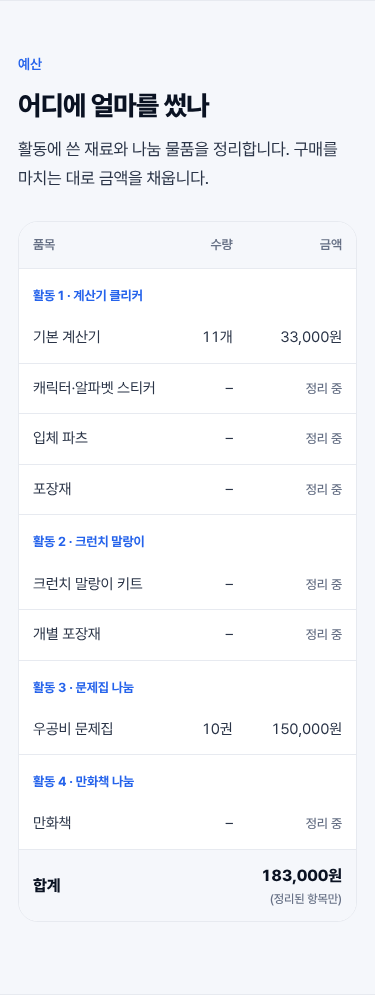 예산
어디에 얼마를 썼나
활동에 쓴 재료와 나눔 물품을 정리합니다. 구매를
마치는 대로 금액을 채웁니다.
품목 수량 금액
활동 1 · 계산기 클리커
기본 계산기 11개 33,000원
캐릭터·알파벳 스티커 – 정리 중
입체 파츠 – 정리 중
포장재 – 정리 중
활동 2 · 크런치 말랑이
크런치 말랑이 키트 – 정리 중
개별 포장재 – 정리 중
활동 3 · 문제집 나눔
우공비 문제집 10권 150,000원
활동 4 · 만화책 나눔
만화책 – 정리 중
합계 183,000원
(정리된 항목만)